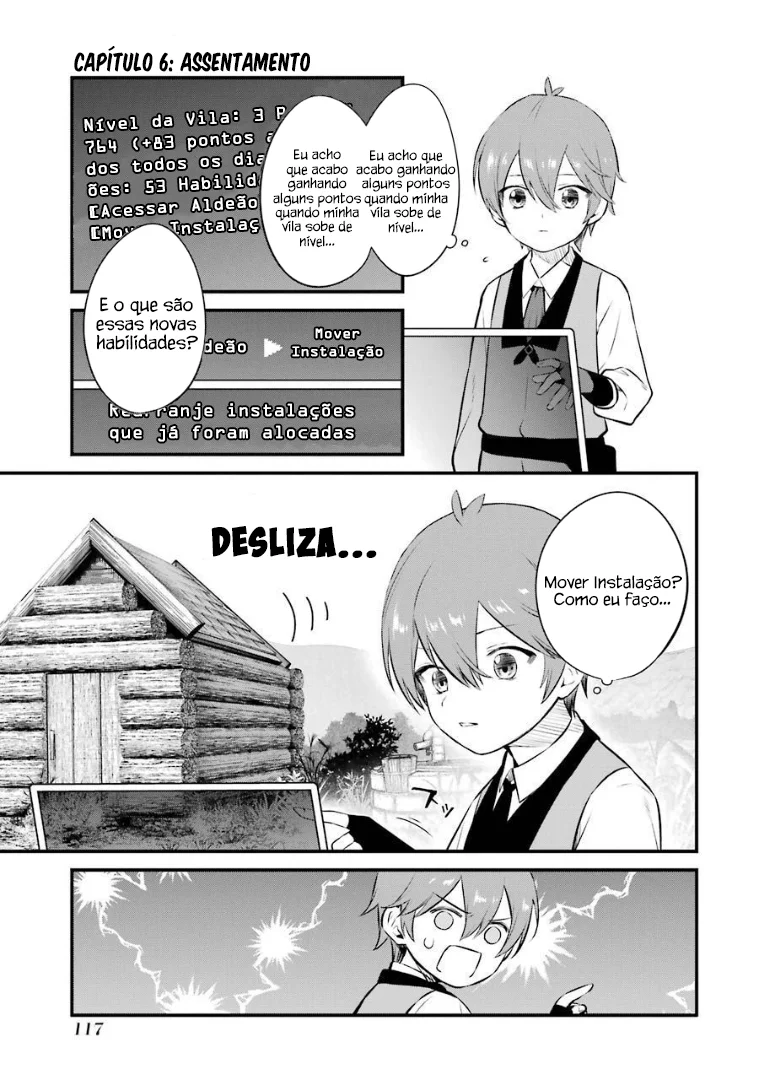 CAPÍTULO 6: ASSENTAMENTO
Nível da Vila: 3 P
764 (+83 pontos a
dos todos os dia
ões: 53 Habilid
[Acessar Aldeão
[Mov Instalaç
Eu acho que
acabo ganhando
alguns pontos
quando minha
vila sobe de
nível...
Eu acho
que acabo
ganhando
alguns pontos
quando minha
vila sobe de
nível...
E o que são
essas novas
habilidades?
deão
Mover
Instalação
Rearranje instalações
que já foram alocadas
Mover Instalação?
Como eu faço...
DESLIZA...
ズッ
117